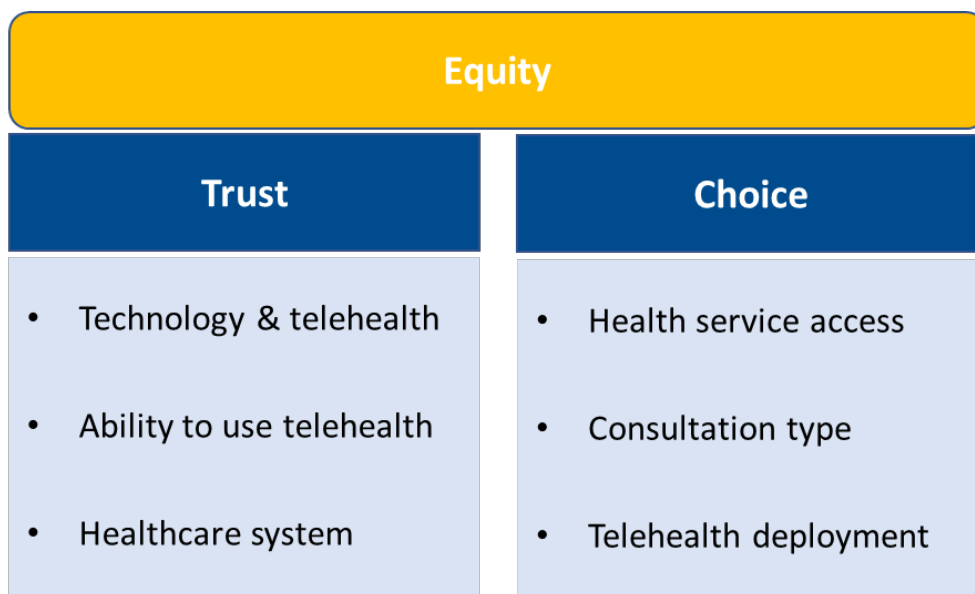 Equity
Trust
• Technology & telehealth
• Ability to use telehealth
• Healthcare system
Choice
• Health service access
• Consultation type
• Telehealth deployment